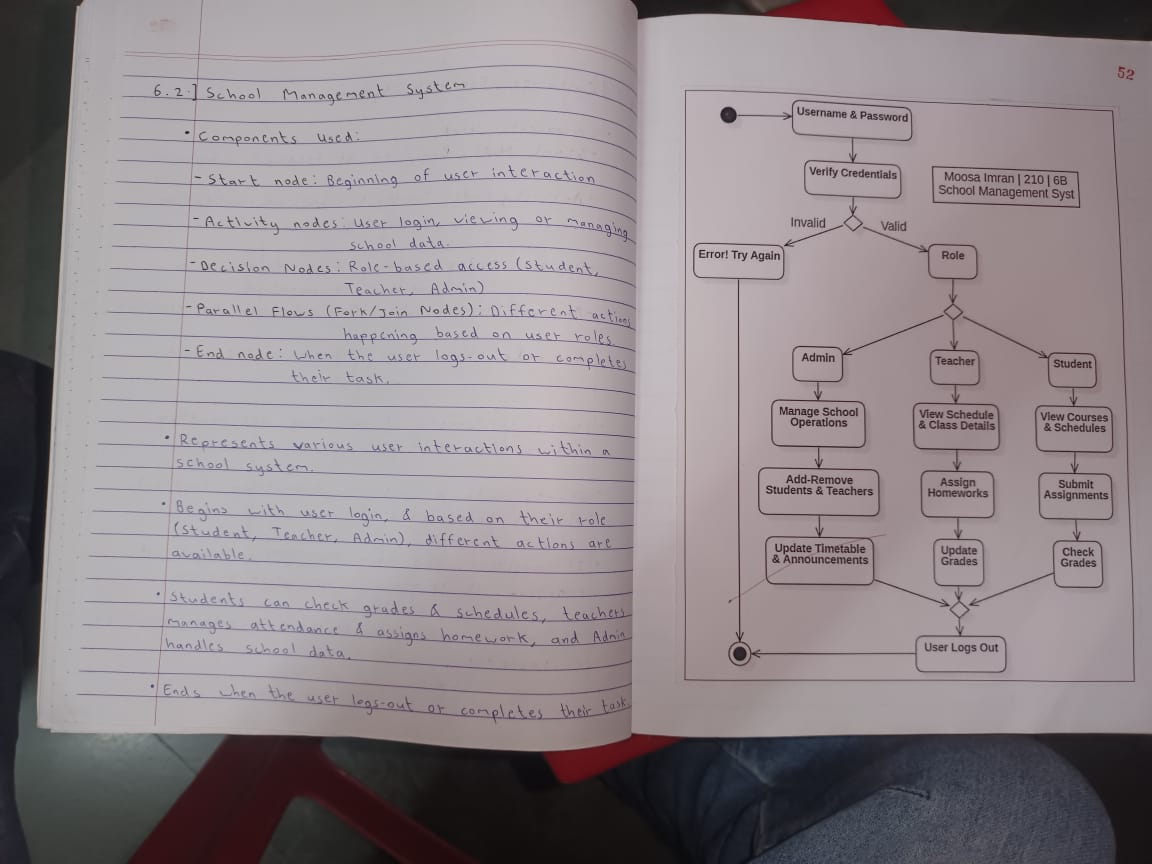 6.2.] School Management System
• Components used:
- Start node: Beginning of user interaction
- Activity nodes: User login, viewing or managing
school data.
- Decision Nodes: Role-based access (Student,
Teacher, Admin)
- Parallel Flows (Fork/Join Nodes): Different actions
happening based on user roles.
- End node: When the user logs-out or completes
their task.
• Represents various user interactions within a
school system.
• Begins with user login, & based on their role
(Student, Teacher, Admin), different actions are
available.
• Students can check grades & schedules, teachers
manages attendance & assigns homework, and Admin
handles school data.
• Ends when the user logs-out or completes their task.
52
Username & Password
Verify Credentials
Moosa Imran | 210 | 6B
School Management Syst
Invalid
Valid
Error! Try Again
Role
Admin
Teacher
Student
Manage School
Operations
View Schedule
& Class Details
View Courses
& Schedules
Add-Remove
Students & Teachers
Assign
Homeworks
Submit
Assignments
Update Timetable
& Announcements
Update
Grades
Check
Grades
User Logs Out